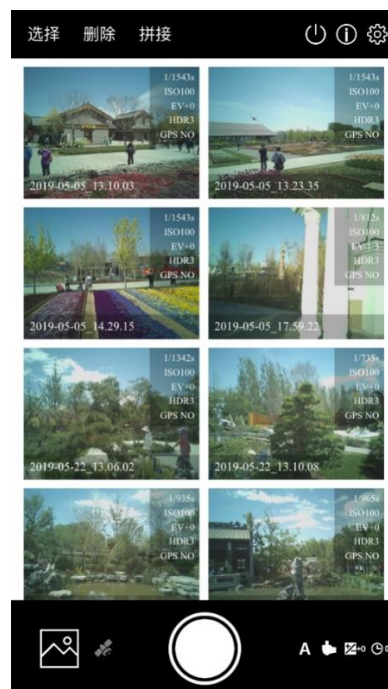 选择 删除 拼接
1/1543s
ISO100
EV+0
HDR3
GPS NO
2019-05-05_13.10.03
1/1543s
ISO100
EV+0
HDR3
GPS NO
2019-05-05_13.23.35
1/1543s
ISO100
EV+0
HDR3
GPS NO
2019-05-05_14.29.15
1/812s
ISO100
EV-1/3
HDR3
GPS NO
2019-05-05_17.59.22
1/1342s
ISO100
EV+0
HDR3
GPS NO
2019-05-22_13.06.02
1/735s
ISO100
EV+0
HDR3
GPS NO
2019-05-22_13.10.08
1/935s
ISO100
EV+0
HDR3
GPS NO
1/965s
ISO100
EV+0
HDR3
GPS NO
A +0